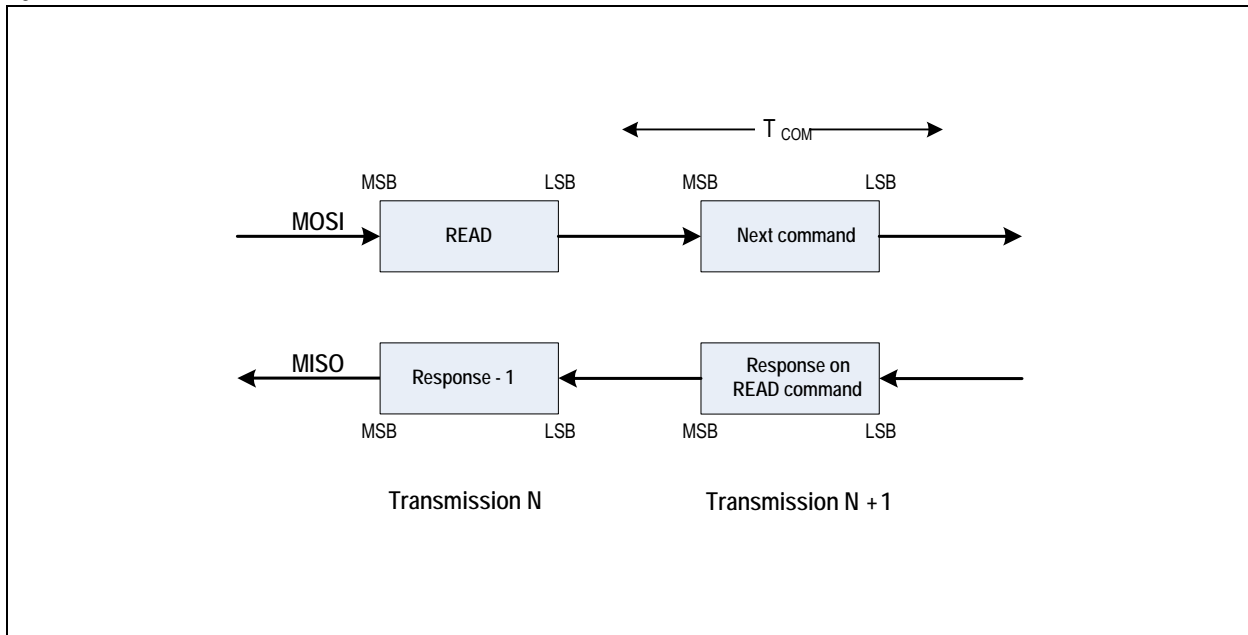 T COM
MSB LSB MSB LSB
MOSI READ Next command
MISO Response - 1 Response on
READ command
MSB LSB MSB LSB
Transmission N Transmission N +1